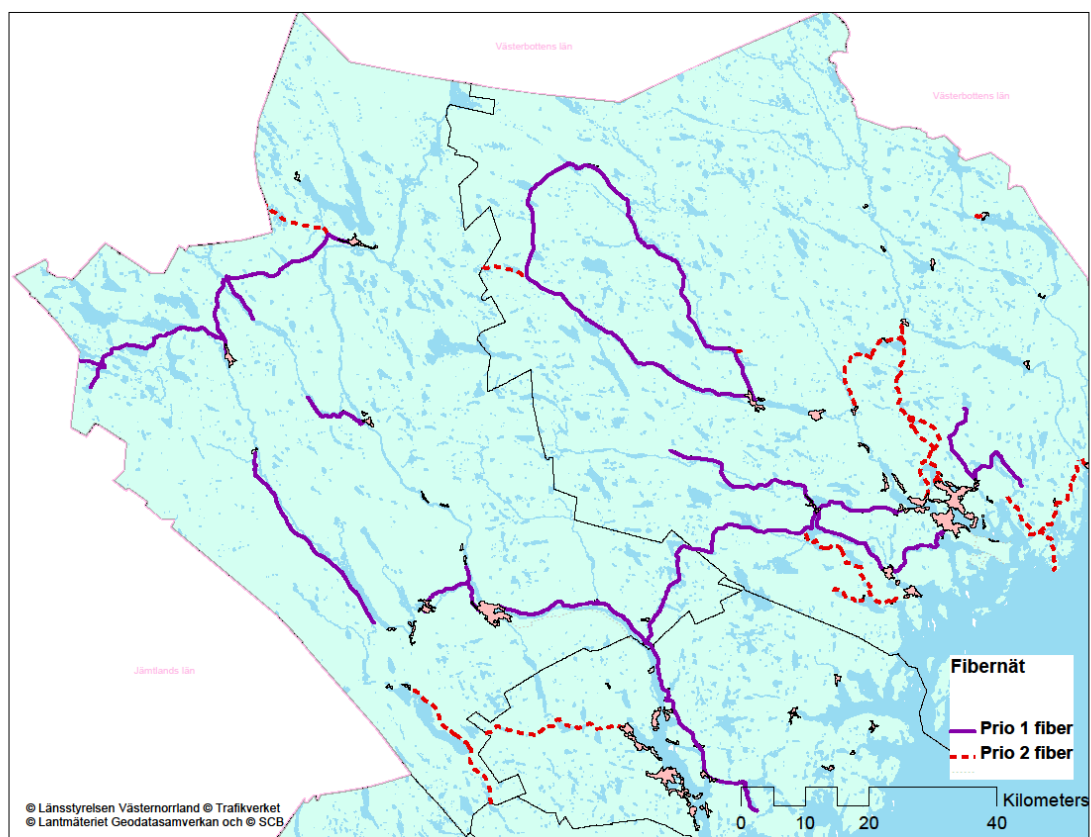 Västerbottens län
Västerbottens län
Jämtlands län
Fibernät
Prio 1 fiber
Prio 2 fiber
Kilometers
0 10 20 40
© Länsstyrelsen Västernorrland © Trafikverket
© Lantmäteriet Geodatasamverkan och © SCB